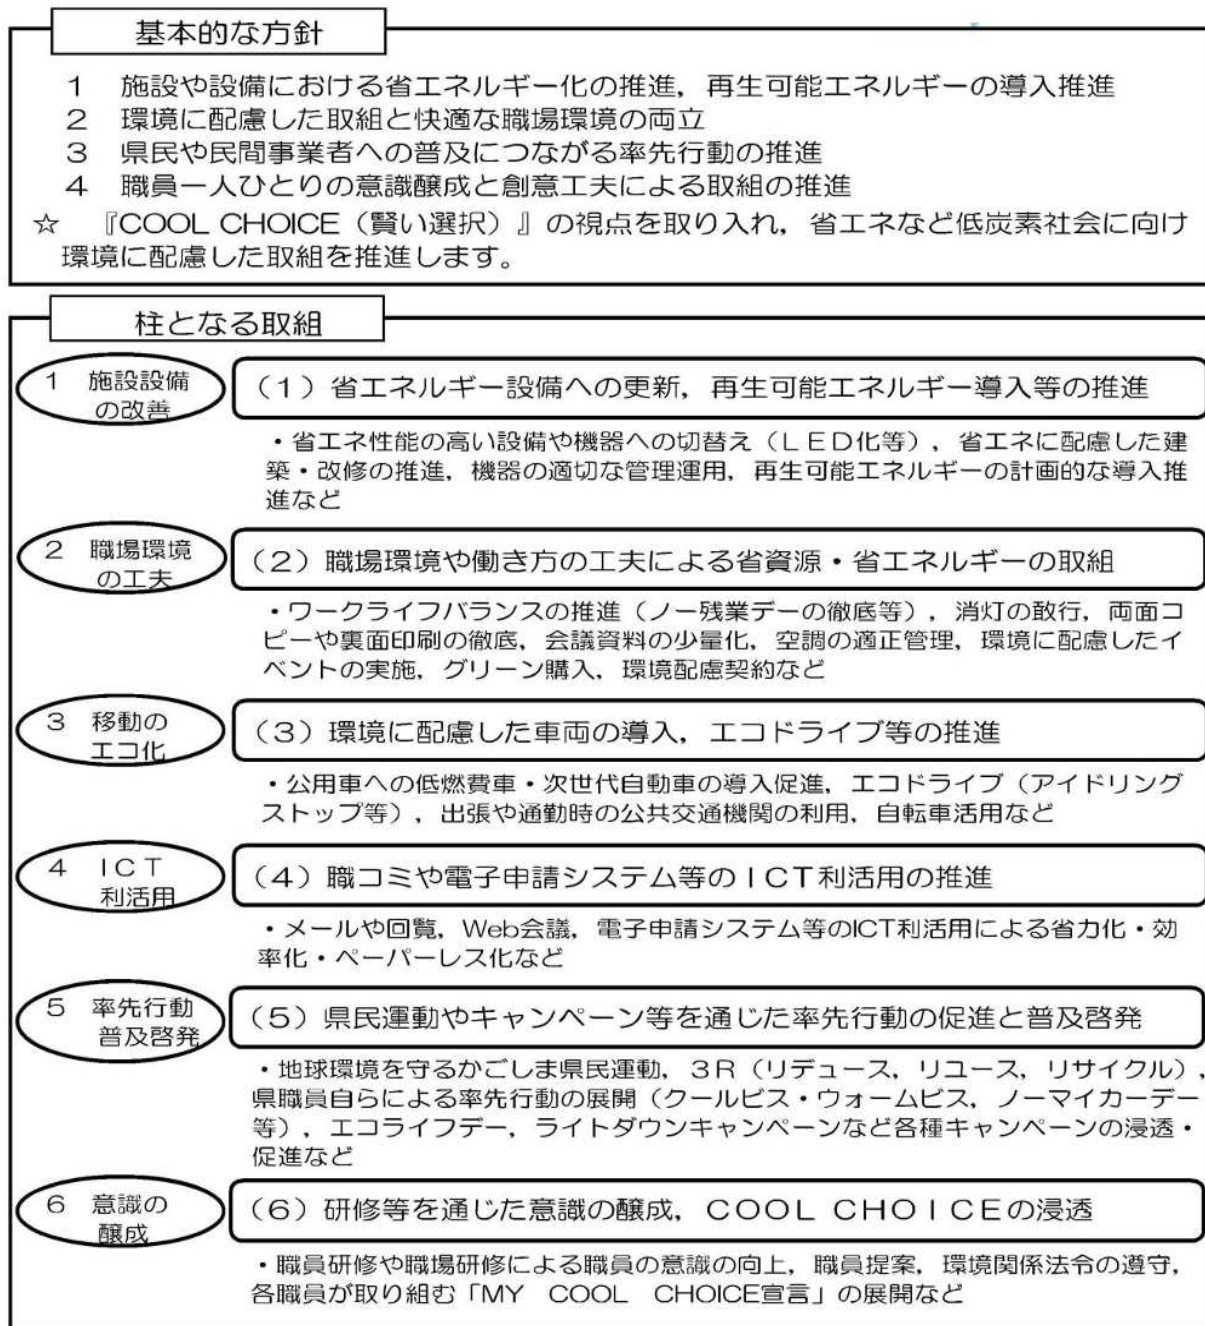 基本的な方針
１　施設や設備における省エネルギー化の推進，再生可能エネルギーの導入推進
２　環境に配慮した取組と快適な職場環境の両立
３　県民や民間事業者への普及につながる率先行動の推進
４　職員一人ひとりの意識醸成と創意工夫による取組の推進
☆　『COOL CHOICE（賢い選択）』の視点を取り入れ，省エネなど低炭素社会に向け
環境に配慮した取組を推進します。
柱となる取組
１　施設設備
の改善
（１）省エネルギー設備への更新，再生可能エネルギー導入等の推進
・省エネ性能の高い設備や機器への切替え（ＬＥＤ化等），省エネに配慮した建
築・改修の推進，機器の適切な管理運用，再生可能エネルギーの計画的な導入推
進など
２　職場環境
の工夫
（２）職場環境や働き方の工夫による省資源・省エネルギーの取組
・ワークライフバランスの推進（ノー残業デーの徹底等），消灯の敢行，両面コ
ピーや裏面印刷の徹底，会議資料の少量化，空調の適正管理，環境に配慮したイ
ベントの実施，グリーン購入，環境配慮契約など
３　移動の
エコ化
（３）環境に配慮した車両の導入，エコドライブ等の推進
・公用車への低燃費車・次世代自動車の導入促進，エコドライブ（アイドリング
ストップ等），出張や通勤時の公共交通機関の利用，自転車活用など
４　ＩＣＴ
利活用
（４）職コミや電子申請システム等のＩＣＴ利活用の推進
・メールや回覧，Web会議，電子申請システム等のICT利活用による省力化・効
率化・ペーパーレス化など
５　率先行動
普及啓発
（５）県民運動やキャンペーン等を通じた率先行動の促進と普及啓発
・地球環境を守るかごしま県民運動，３Ｒ（リデュース，リユース，リサイクル），
県職員自らによる率先行動の展開（クールビス・ウォームビス，ノーマイカーデー
等），エコライフデー，ライトダウンキャンペーンなど各種キャンペーンの浸透・
促進など
６　意識の
醸成
（６）研修等を通じた意識の醸成，ＣＯＯＬ　ＣＨＯＩＣＥの浸透
・職員研修や職場研修による職員の意識の向上，職員提案，環境関係法令の遵守，
各職員が取り組む「MY　COOL　CHOICE宣言」の展開など